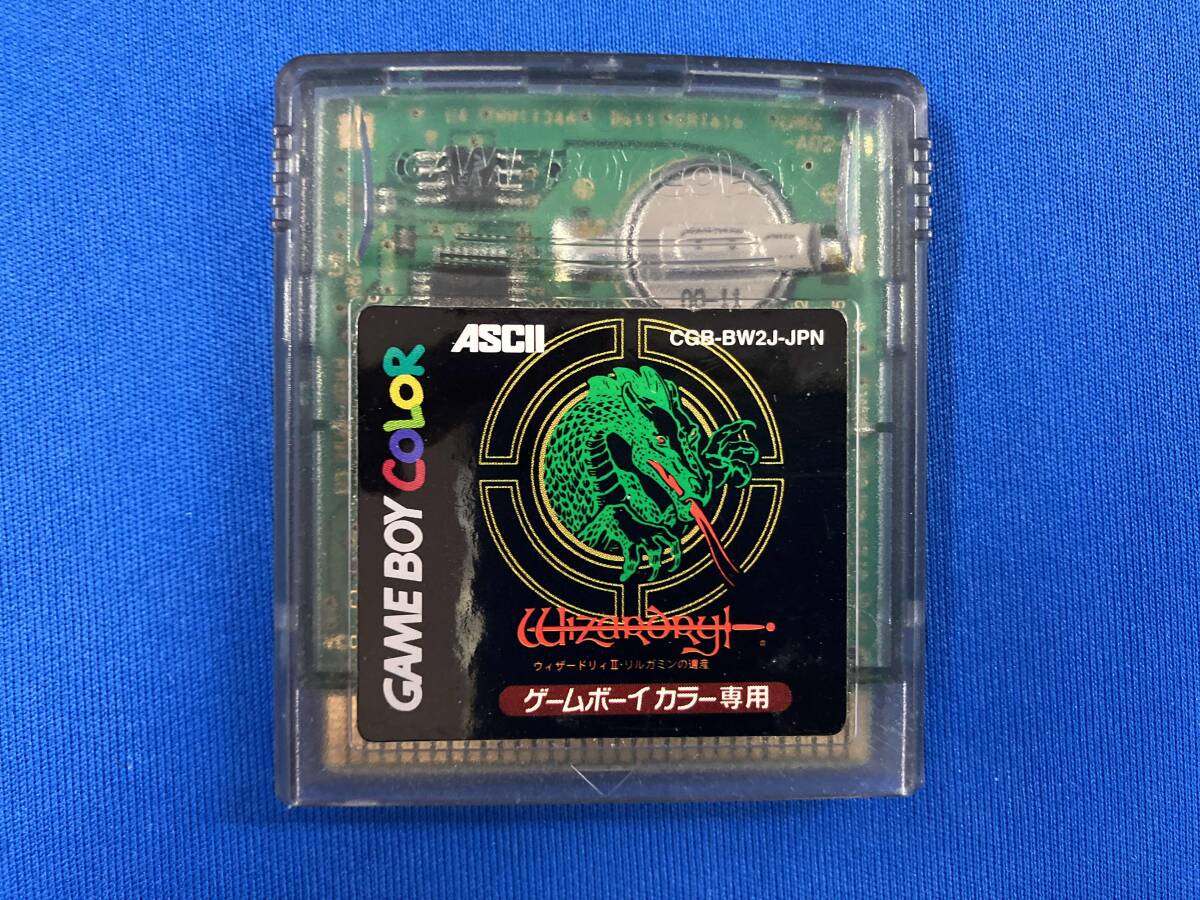 GAME BOY COLOR
ASCII
CGB-BW2J-JPN
Wizardry
ウィザードリィII・リルガミンの遺産
ゲームボーイカラー専用